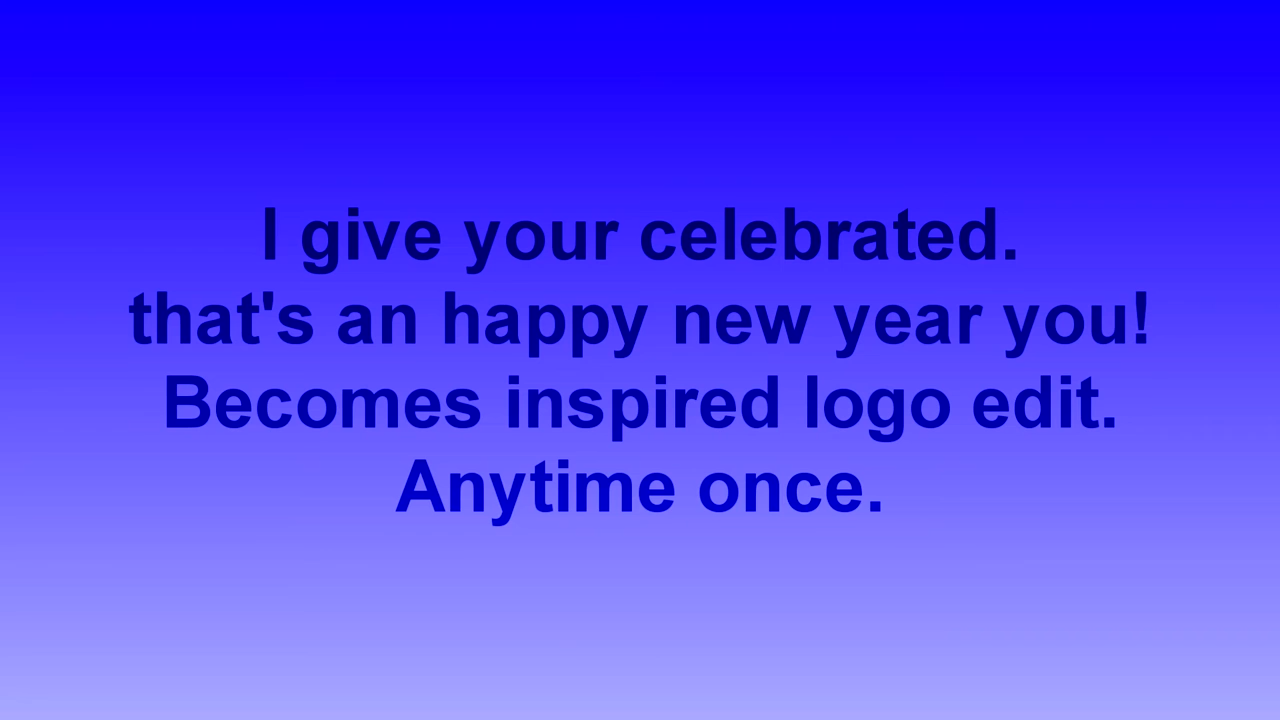 I give your celebrated.
that's an happy new year you!
Becomes inspired logo edit.
Anytime once.